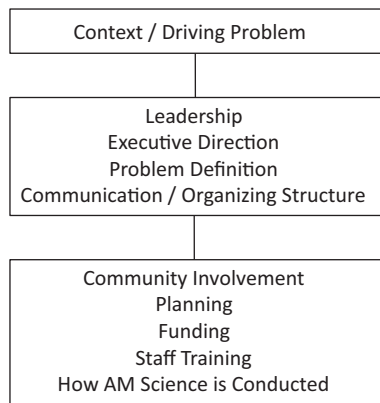 Context / Driving Problem
Leadership
Executive Direction
Problem Definition
Communication / Organizing Structure
Community Involvement
Planning
Funding
Staff Training
How AM Science is Conducted